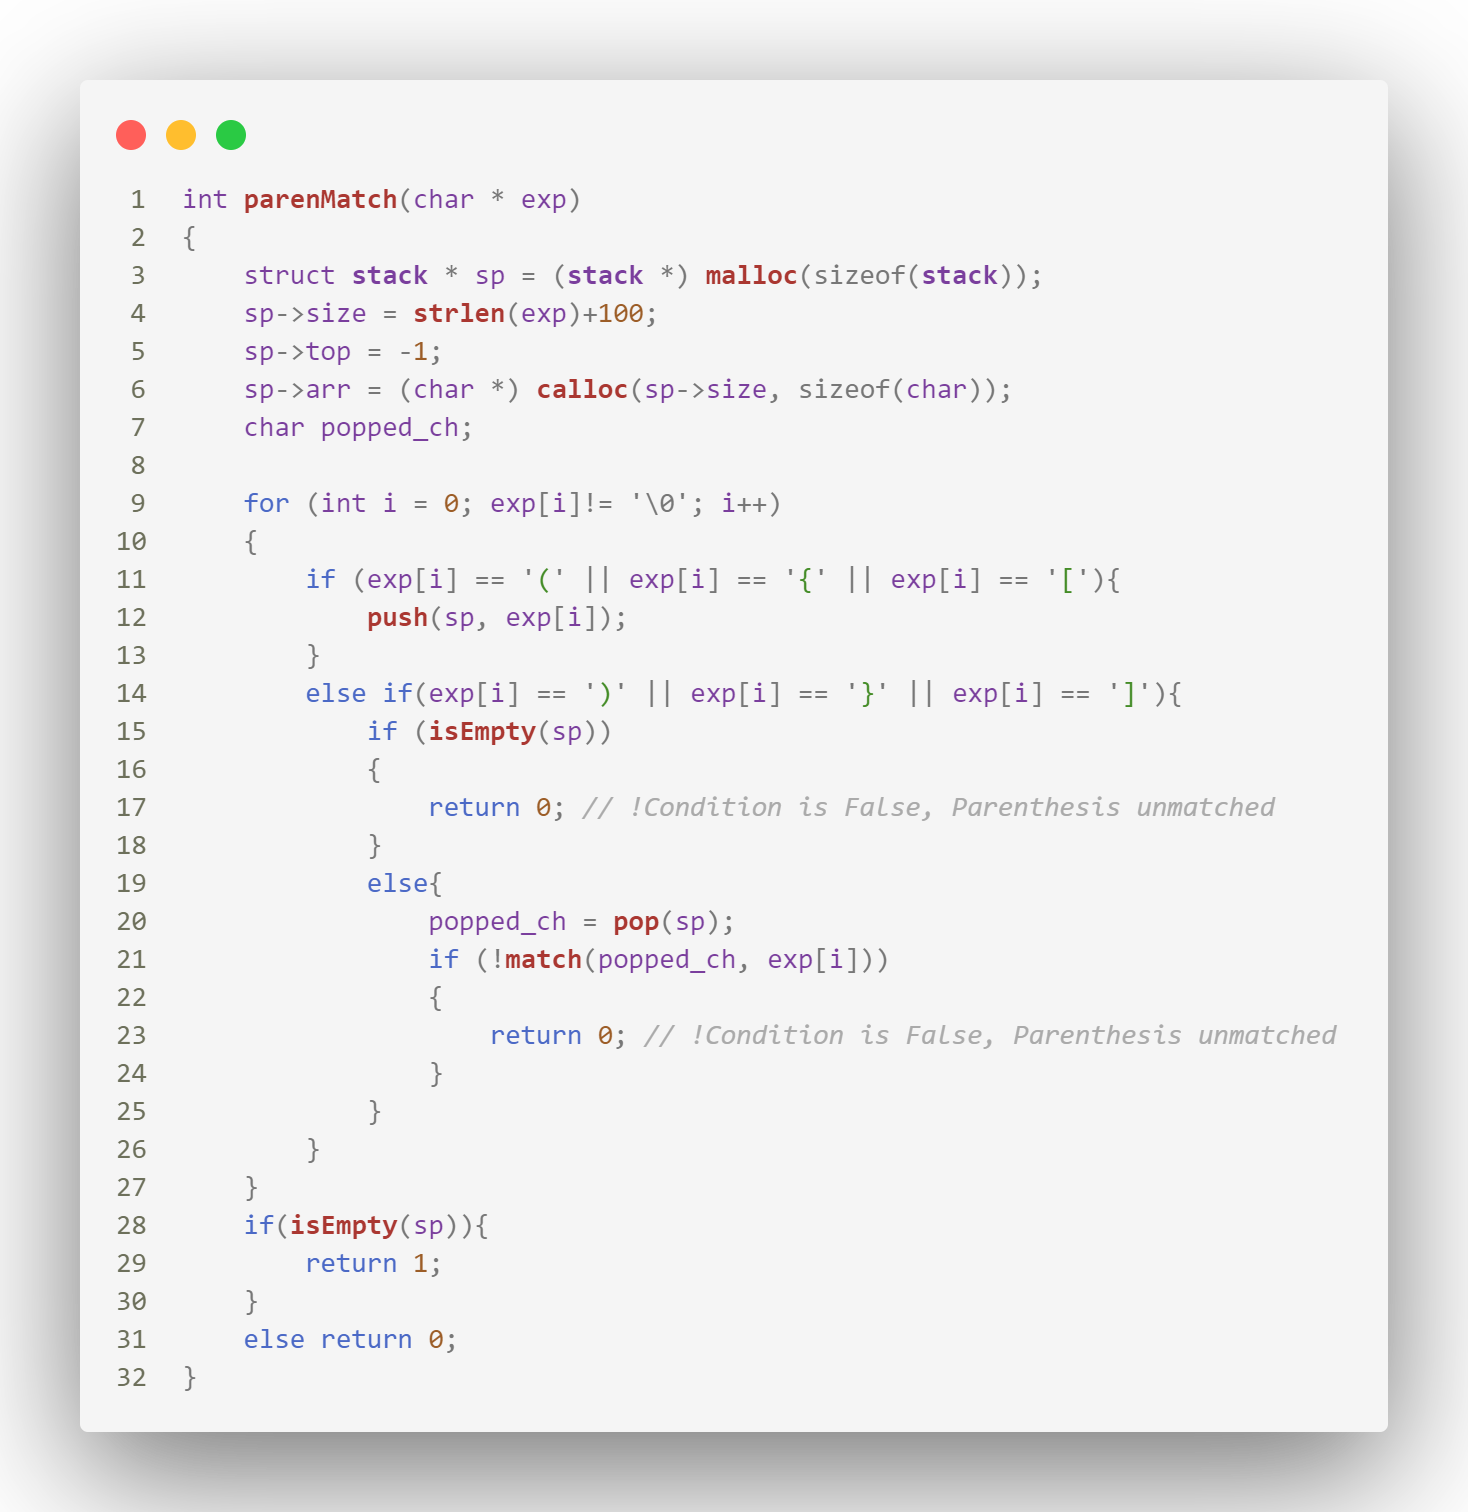 1 int parenMatch(char * exp)
2 {
3     struct stack * sp = (stack *) malloc(sizeof(stack));
4     sp->size = strlen(exp)+100;
5     sp->top = -1;
6     sp->arr = (char *) calloc(sp->size, sizeof(char));
7     char popped_ch;
8
9     for (int i = 0; exp[i]!= '\0'; i++)
10     {
11         if (exp[i] == '(' || exp[i] == '{' || exp[i] == '['){
12             push(sp, exp[i]);
13         }
14         else if(exp[i] == ')' || exp[i] == '}' || exp[i] == ']'){
15             if (isEmpty(sp))
16             {
17                 return 0; // !Condition is False, Parenthesis unmatched
18             }
19             else{
20                 popped_ch = pop(sp);
21                 if (!match(popped_ch, exp[i]))
22                 {
23                     return 0; // !Condition is False, Parenthesis unmatched
24                 }
25             }
26         }
27     }
28     if(isEmpty(sp)){
29         return 1;
30     }
31     else return 0;
32 }